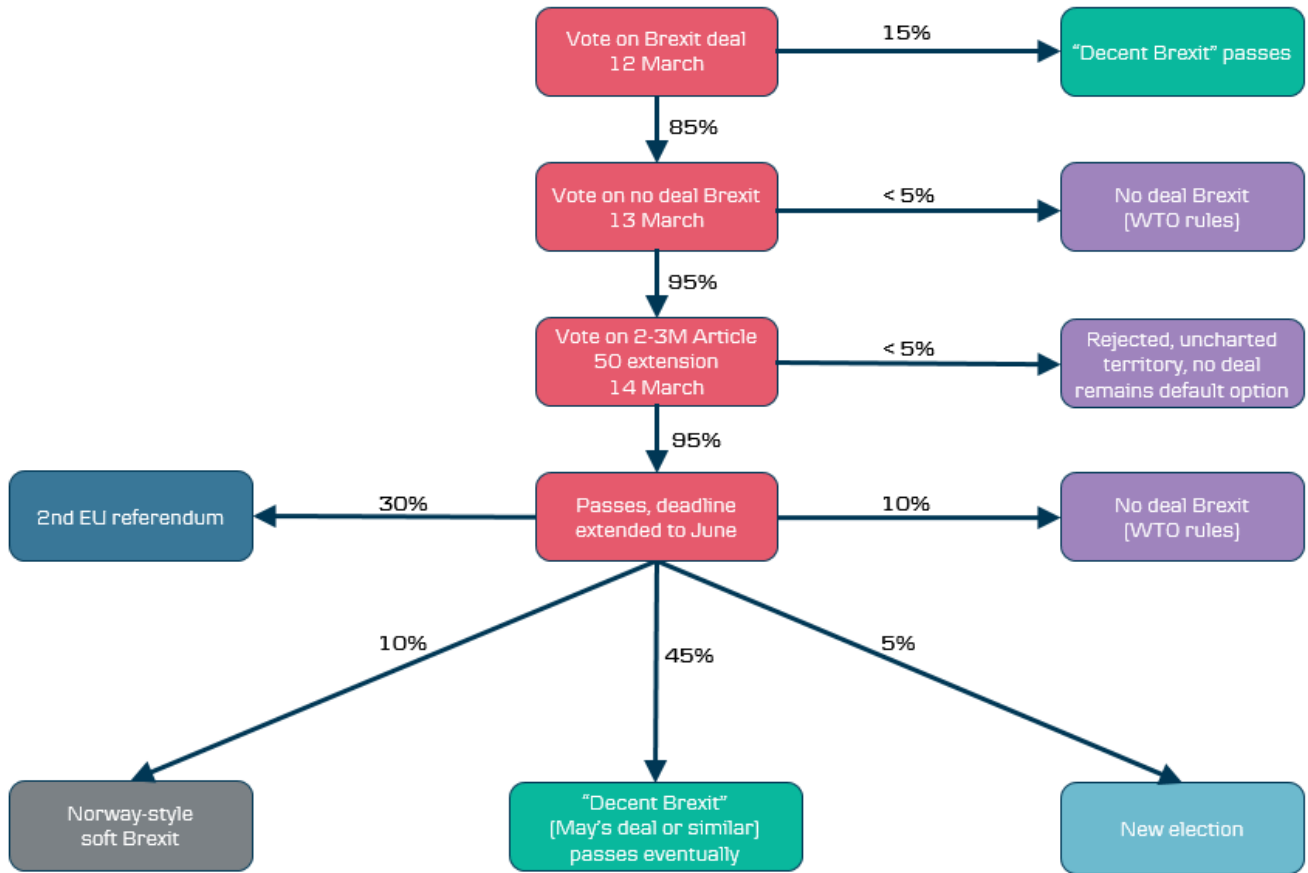 Vote on Brexit deal
12 March
15%
"Decent Brexit" passes
85%
Vote on no deal Brexit
13 March
< 5%
No deal Brexit
[WTO rules]
95%
Vote on 2-3M Article
50 extension
14 March
< 5%
Rejected, uncharted
territory, no deal
remains default option
95%
2nd EU referendum
30%
Passes, deadline
extended to June
10%
No deal Brexit
[WTO rules]
10%
45%
5%
Norway-style
soft Brexit
"Decent Brexit"
[May's deal or similar]
passes eventually
New election